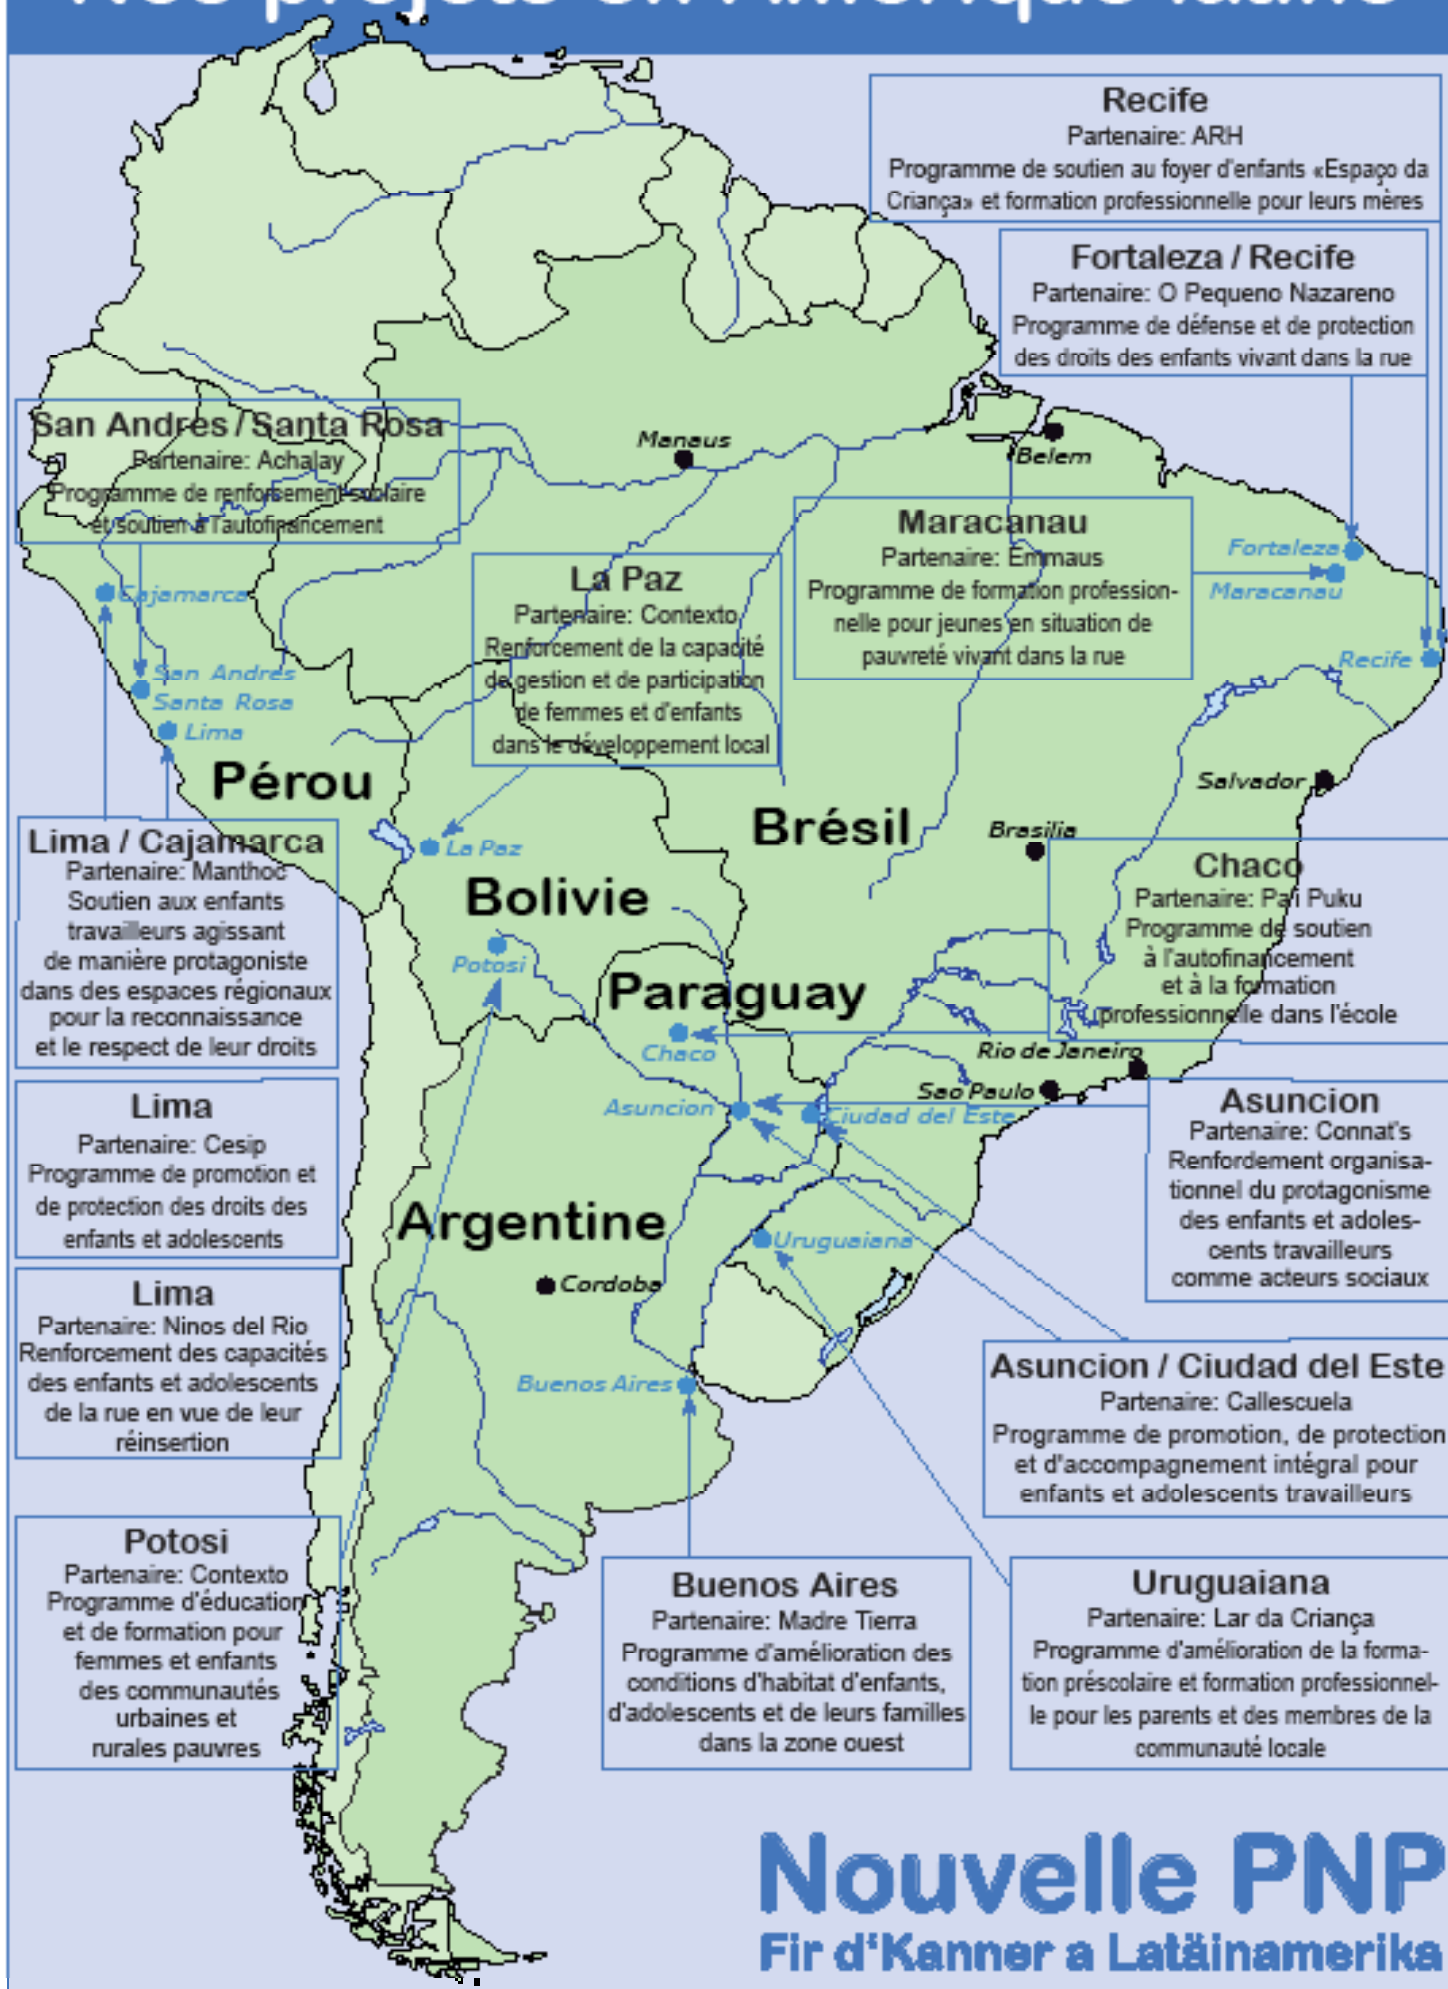 Nos projets en Amérique latine
Recife
Partenaire: ARH
Programme de soutien au foyer d'enfants «Espaço da
Criança» et formation professionnelle pour leurs mères
Fortaleza / Recife
Partenaire: O Pequeno Nazareno
Programme de défense et de protection
des droits des enfants vivant dans la rue
San Andres / Santa Rosa
Partenaire: Achalay
Programme de renforcement scolaire
et soutien à l'autofinancement
Manaus
Belem
Maracanau
Partenaire: Emmaus
Programme de formation profession-
nelle pour jeunes en situation de
pauvreté vivant dans la rue
Fortaleza
Maracanau
Recife
La Paz
Partenaire: Contexto
Renforcement de la capacité
de gestion et de participation
de femmes et d'enfants
dans le développement local
Cajamarca
San Andres
Santa Rosa
Lima
Pérou
Salvador
Brésil
Brasilia
La Paz
Lima / Cajamarca
Partenaire: Manthoc
Soutien aux enfants
travailleurs agissant
de manière protagoniste
dans des espaces régionaux
pour la reconnaissance
et le respect de leur droits
Bolivie
Potosi
Paraguay
Chaco
Chaco
Partenaire: Pa'i Puku
Programme de soutien
à l'autofinancement
et à la formation
professionnelle dans l'école
Rio de Janeiro
Sao Paulo
Asuncion
Ciudad del Este
Lima
Partenaire: Cesip
Programme de promotion et
de protection des droits des
enfants et adolescents
Asuncion
Partenaire: Connat's
Renfordement organisa-
tionnel du protagonisme
des enfants et adoles-
cents travailleurs
comme acteurs sociaux
Argentine
Uruguaiana
Cordoba
Lima
Partenaire: Ninos del Rio
Renforcement des capacités
des enfants et adolescents
de la rue en vue de leur
réinsertion
Buenos Aires
Asuncion / Ciudad del Este
Partenaire: Callescuela
Programme de promotion, de protection
et d'accompagnement intégral pour
enfants et adolescents travailleurs
Potosi
Partenaire: Contexto
Programme d'éducation
et de formation pour
femmes et enfants
des communautés
urbaines et
rurales pauvres
Buenos Aires
Partenaire: Madre Tierra
Programme d'amélioration des
conditions d'habitat d'enfants,
d'adolescents et de leurs familles
dans la zone ouest
Uruguaiana
Partenaire: Lar da Criança
Programme d'amélioration de la forma-
tion préscolaire et formation professionnel-
le pour les parents et des membres de la
communauté locale
Nouvelle PNP
Fir d'Kanner a Latäinamerika